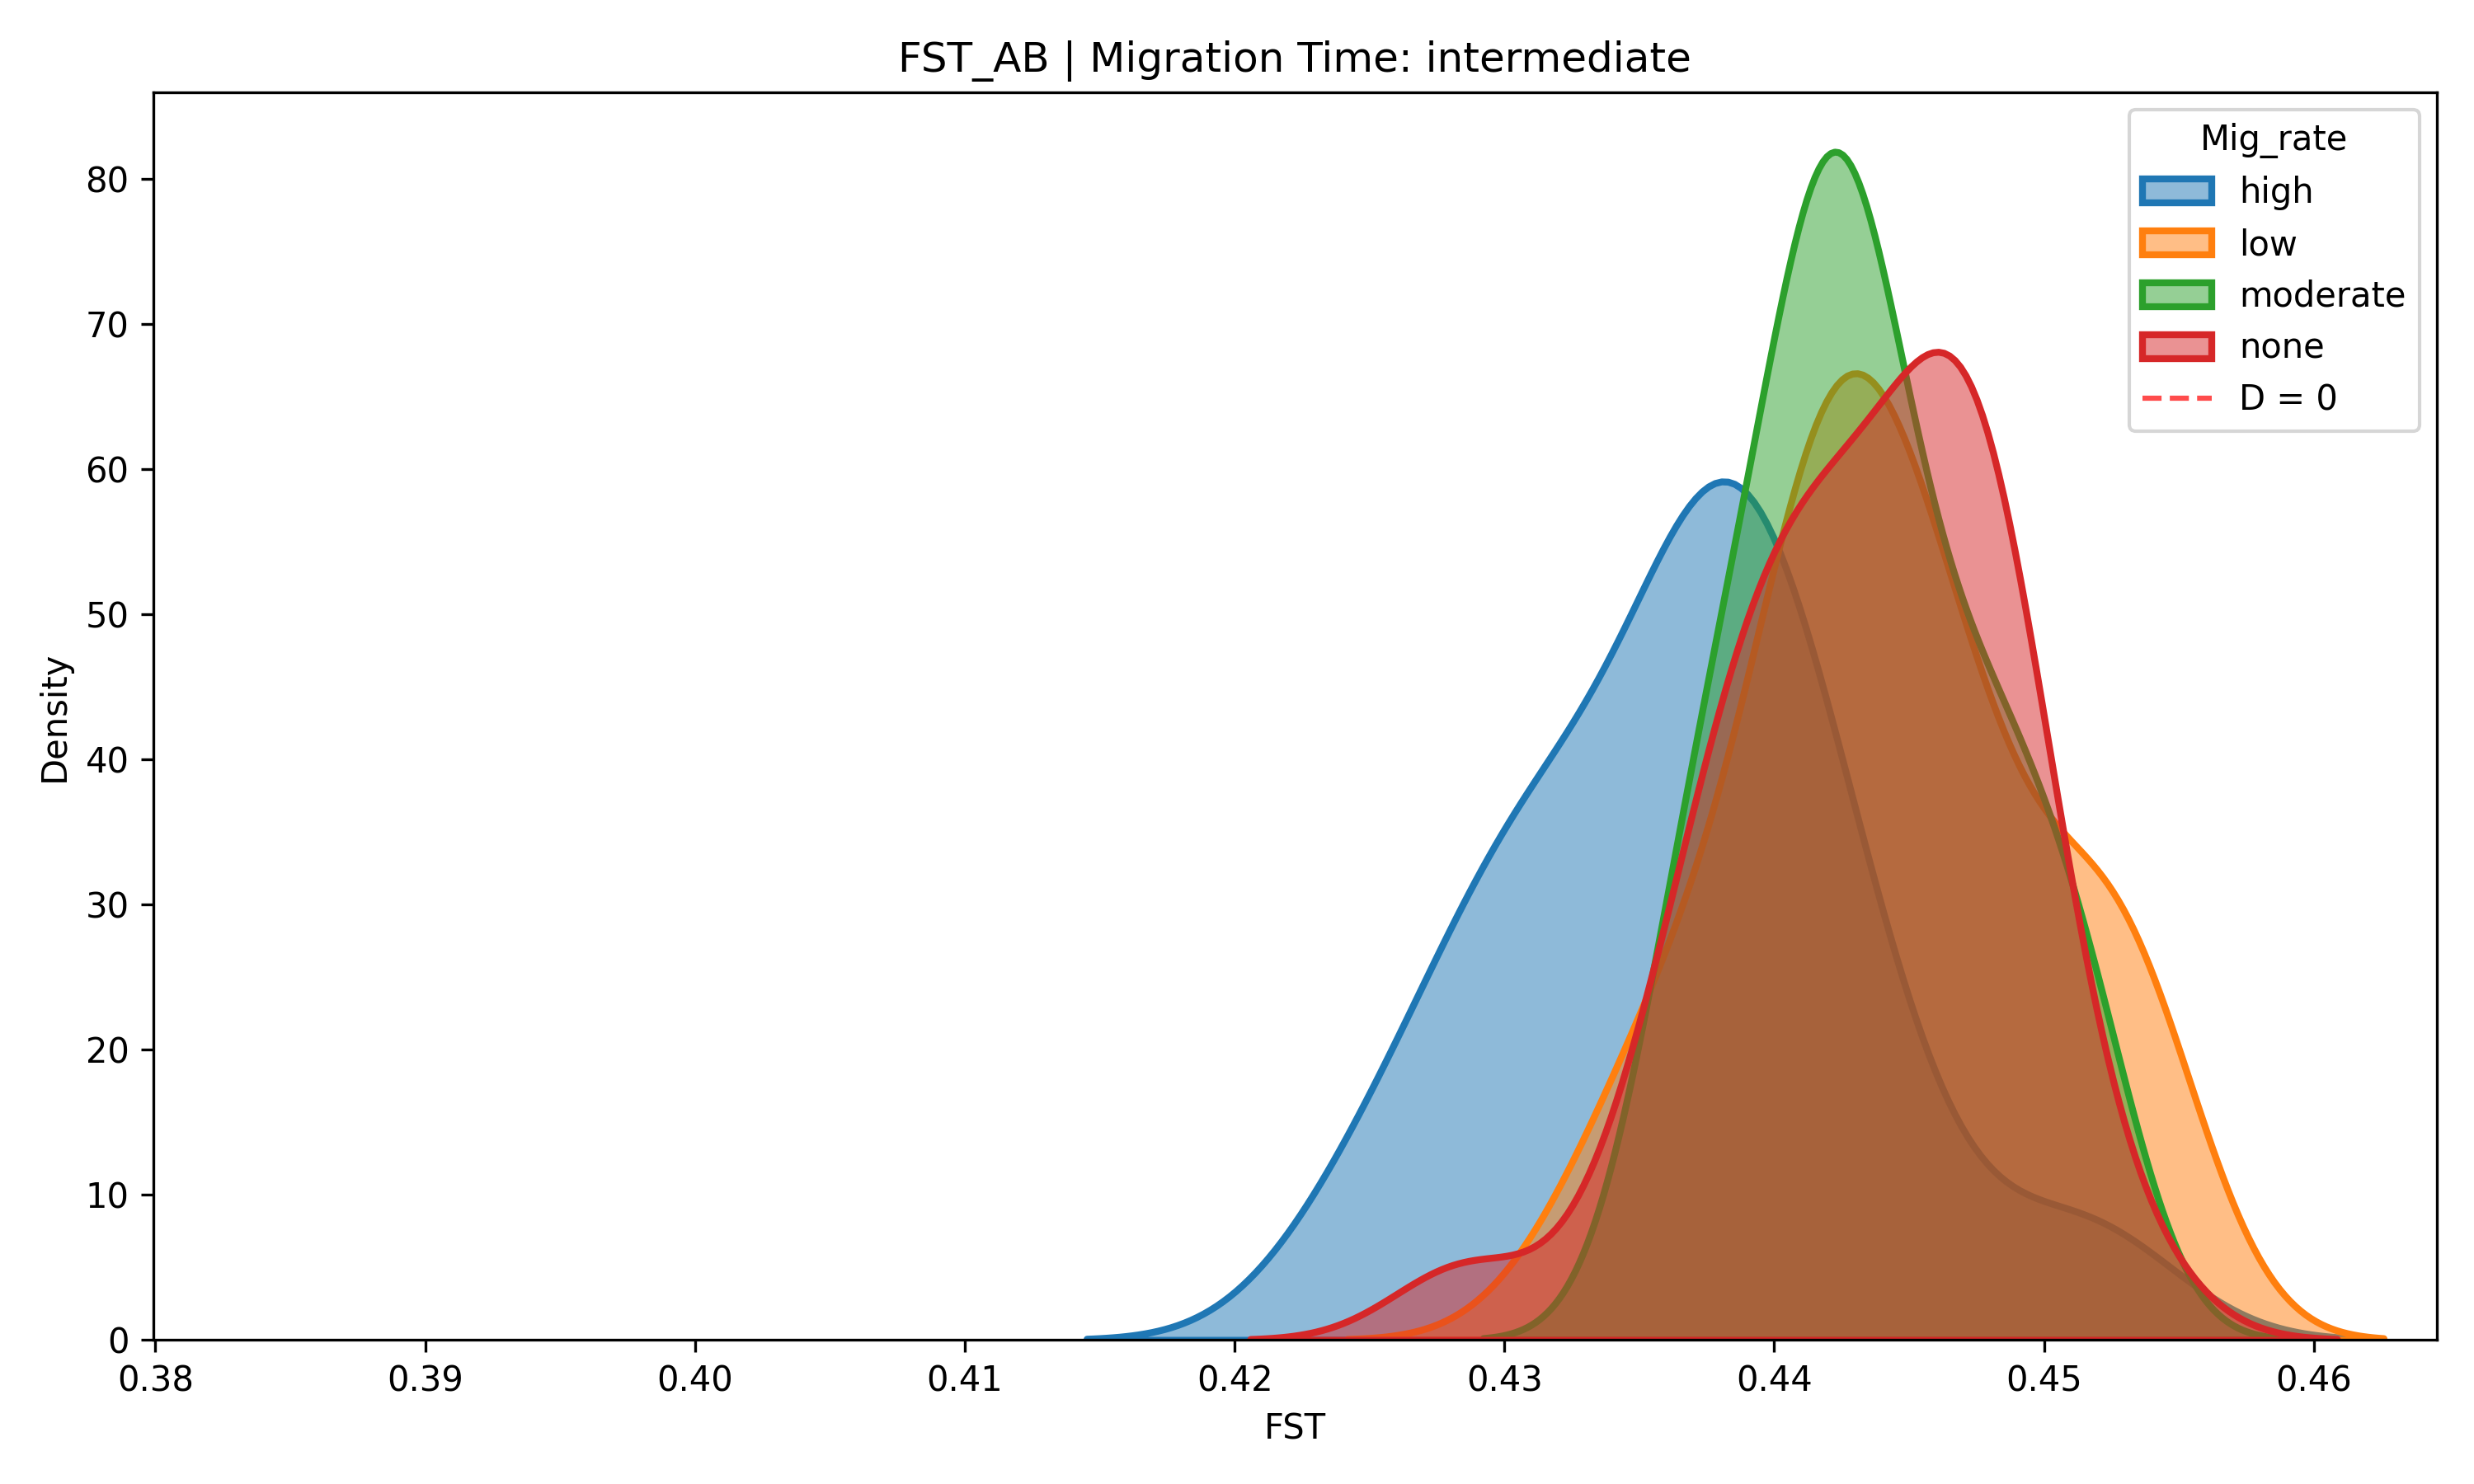 FST_AB | Migration Time: intermediate
Mig_rate
high
low
moderate
none
D = 0
Density
80
70
60
50
40
30
20
10
0
0.38 0.39 0.40 0.41 0.42 0.43 0.44 0.45 0.46
FST